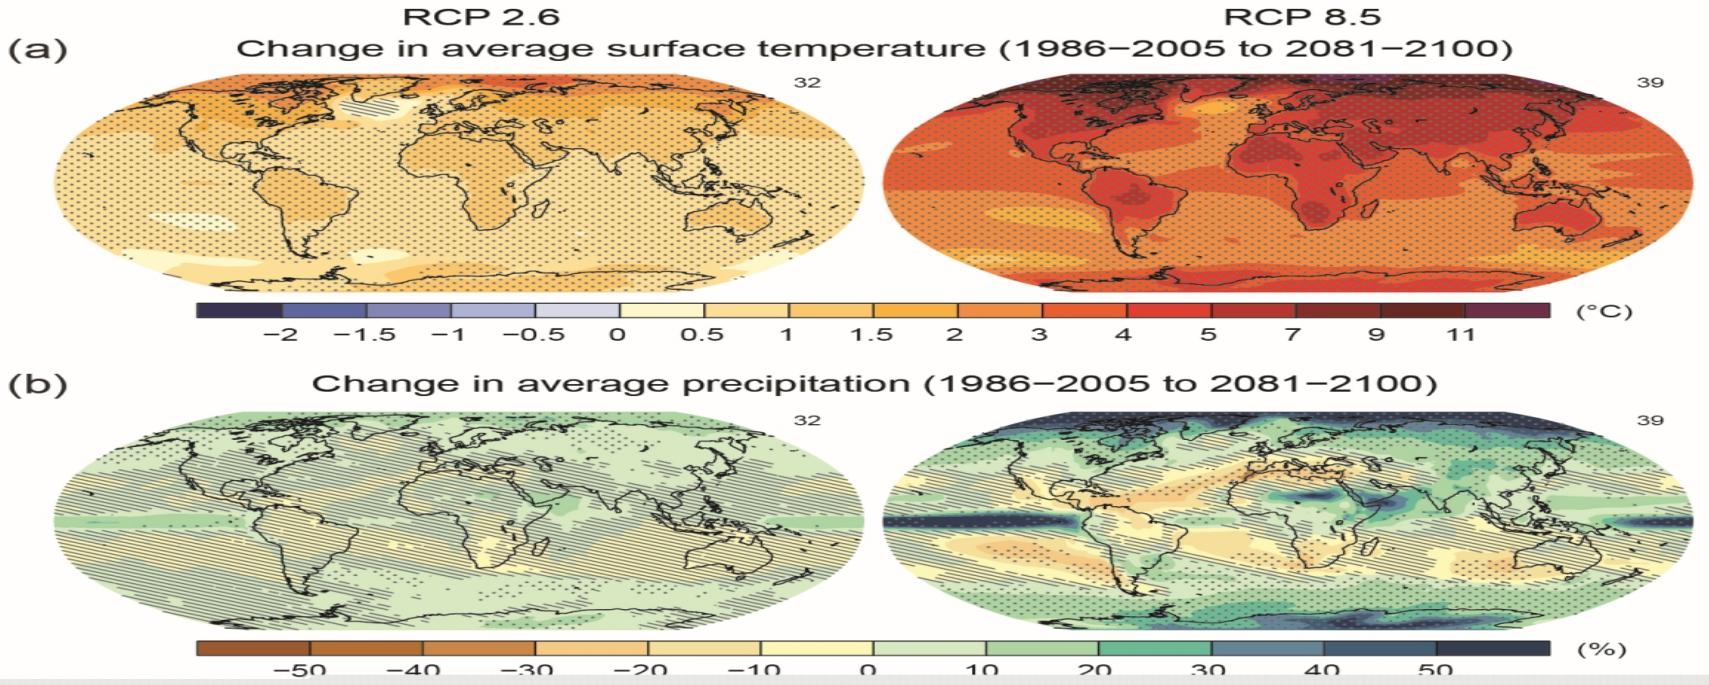 RCP 2.6 RCP 8.5
(a) Change in average surface temperature (1986−2005 to 2081−2100)
32 39
−2 −1.5 −1 −0.5 0 0.5 1 1.5 2 3 4 5 7 9 11 (°C)
(b) Change in average precipitation (1986−2005 to 2081−2100)
32 39
−50 −40 −30 −20 −10 0 10 20 30 40 50 (%)